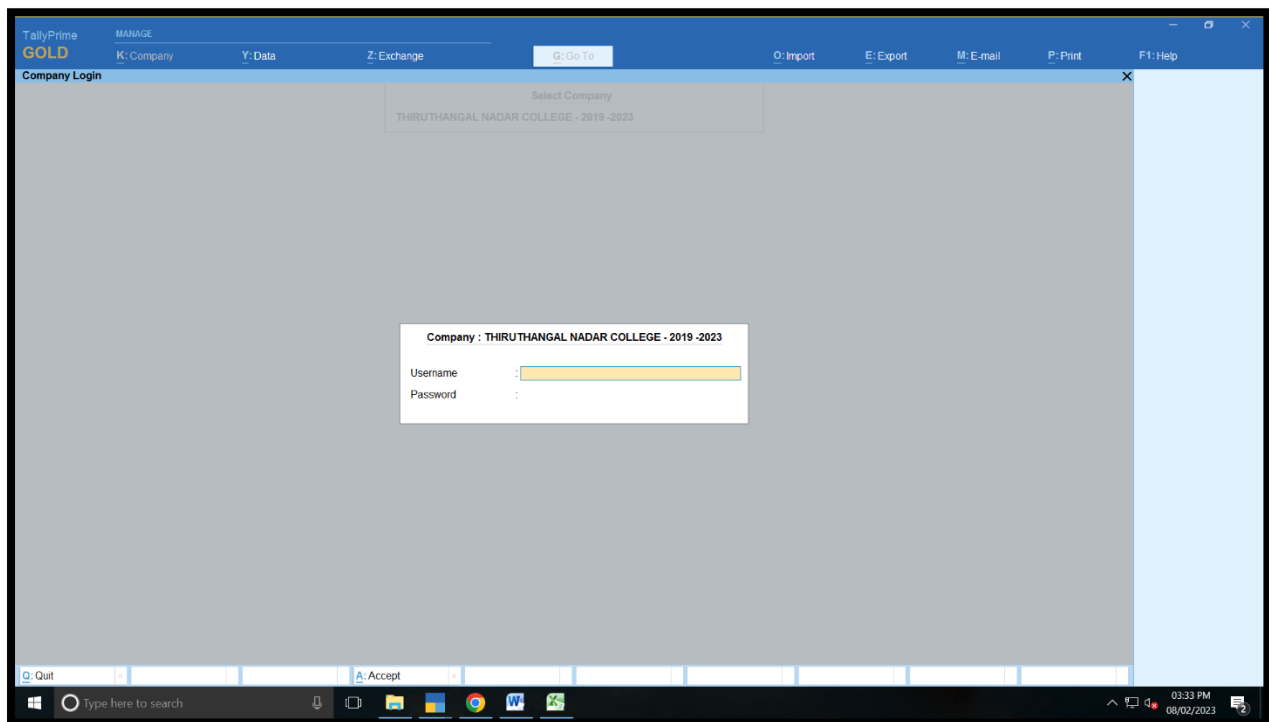 TallyPrime
GOLD
MANAGE
K: Company Y: Data Z: Exchange G: Go To O: Import E: Export M: E-mail P: Print F1: Help
Company Login
Select Company
THIRUTHANGAL NADAR COLLEGE - 2019 -2023
Company : THIRUTHANGAL NADAR COLLEGE - 2019 -2023
Username :
Password :
Q: Quit A: Accept
Type here to search
03:33 PM
08/02/2023
2